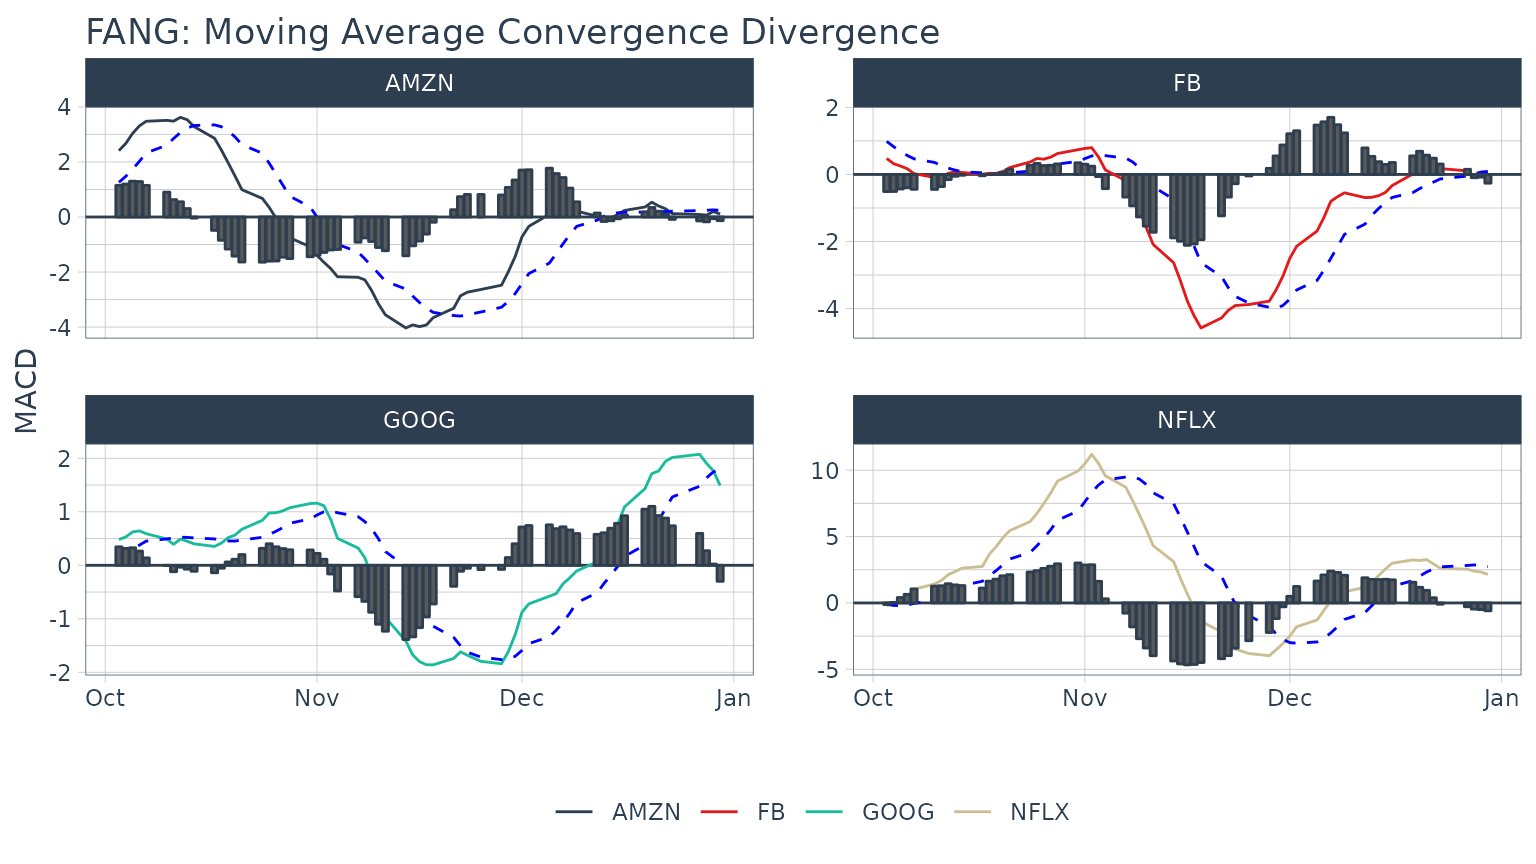 FANG: Moving Average Convergence Divergence
MACD
AMZN
4
2
0
-2
-4
FB
2
0
-2
-4
GOOG
2
1
0
-1
-2
Oct Nov Dec Jan
NFLX
10
5
0
-5
Oct Nov Dec Jan
AMZN FB GOOG NFLX